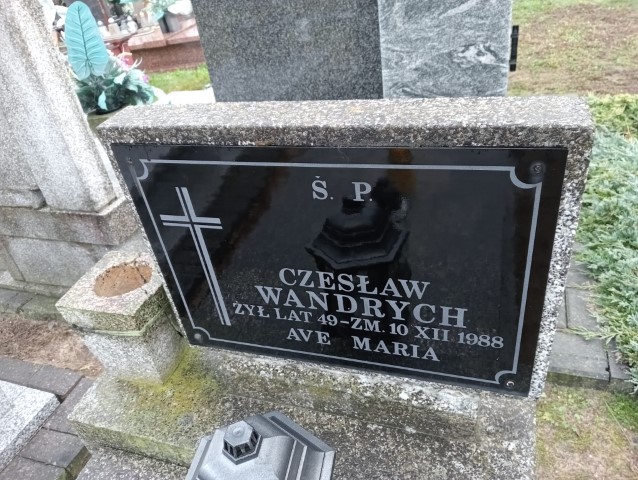 Ś. P.
CZESŁAW
WANDRYCH
ŻYŁ LAT 49-ZM. 10 XII 1988
AVE MARIA